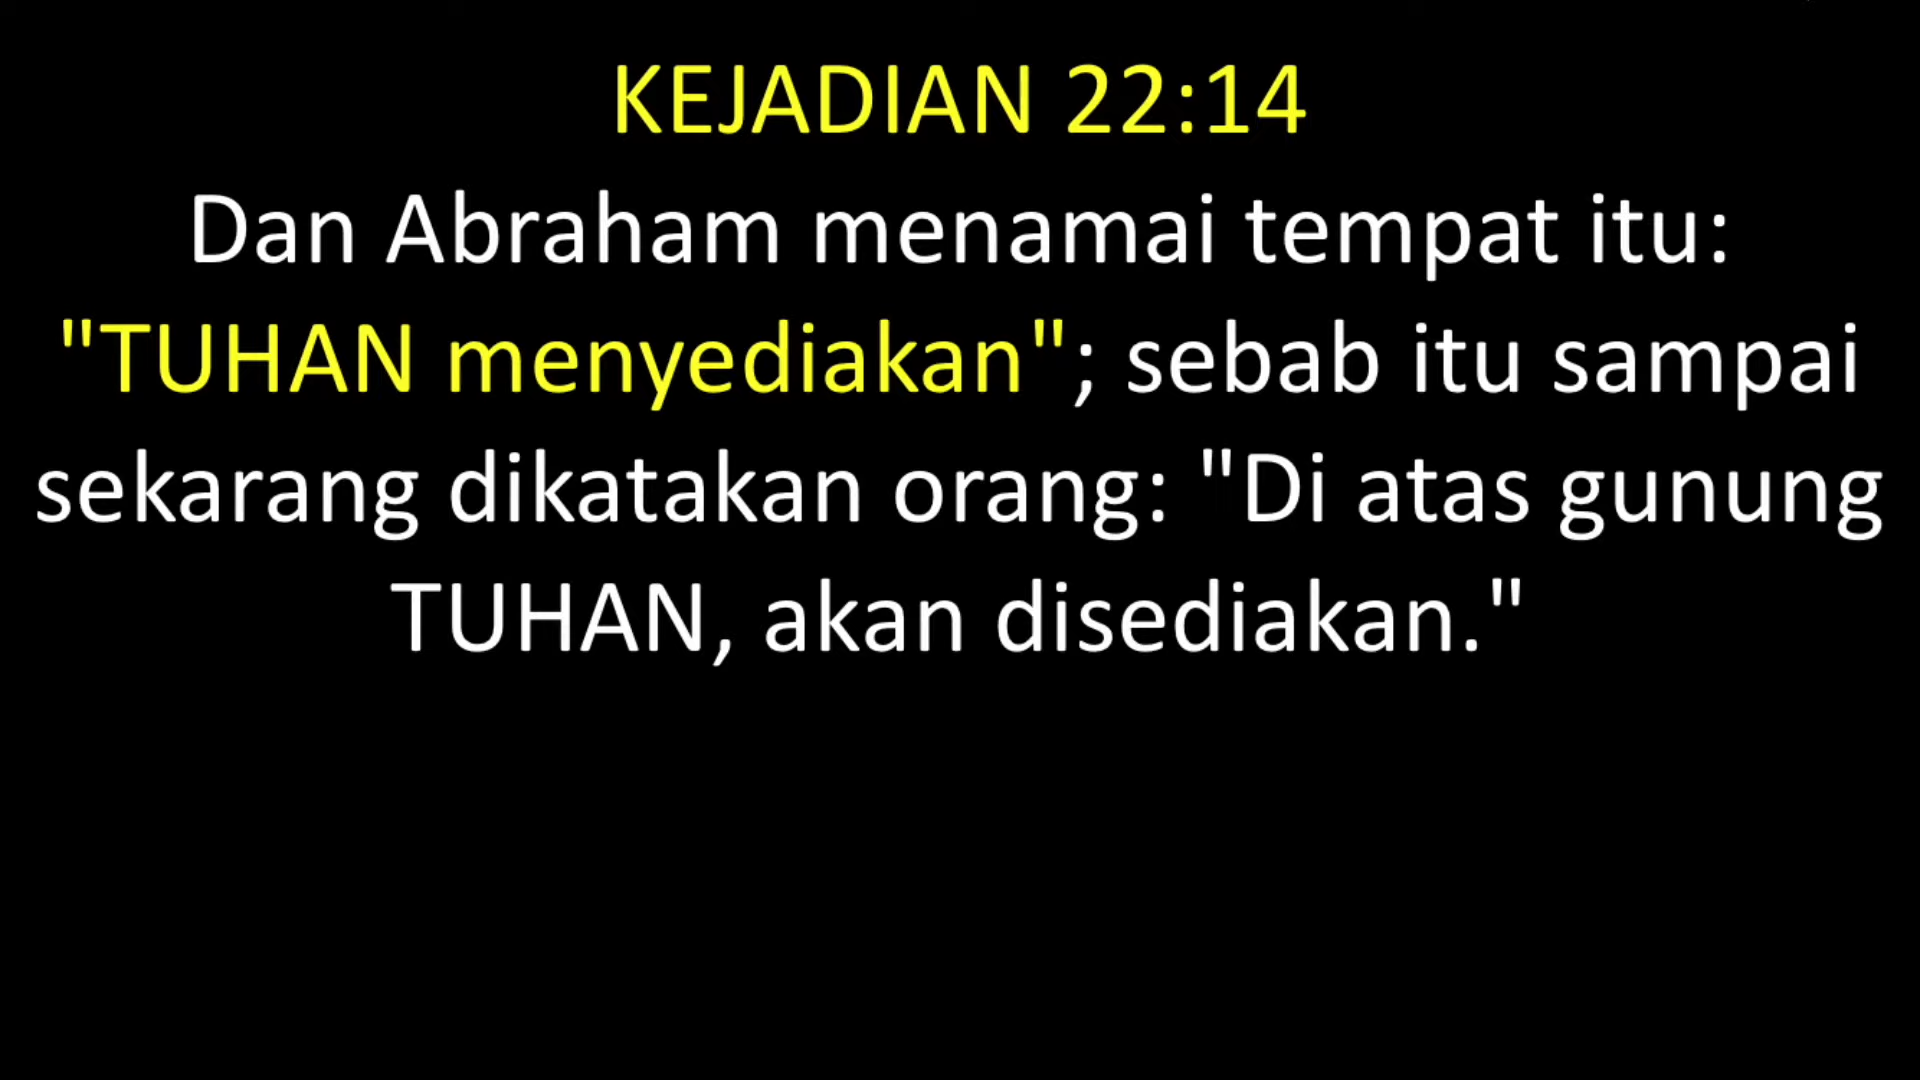 KEJADIAN 22:14
Dan Abraham menamai tempat itu:
"TUHAN menyediakan"; sebab itu sampai
sekarang dikatakan orang: "Di atas gunung
TUHAN, akan disediakan."